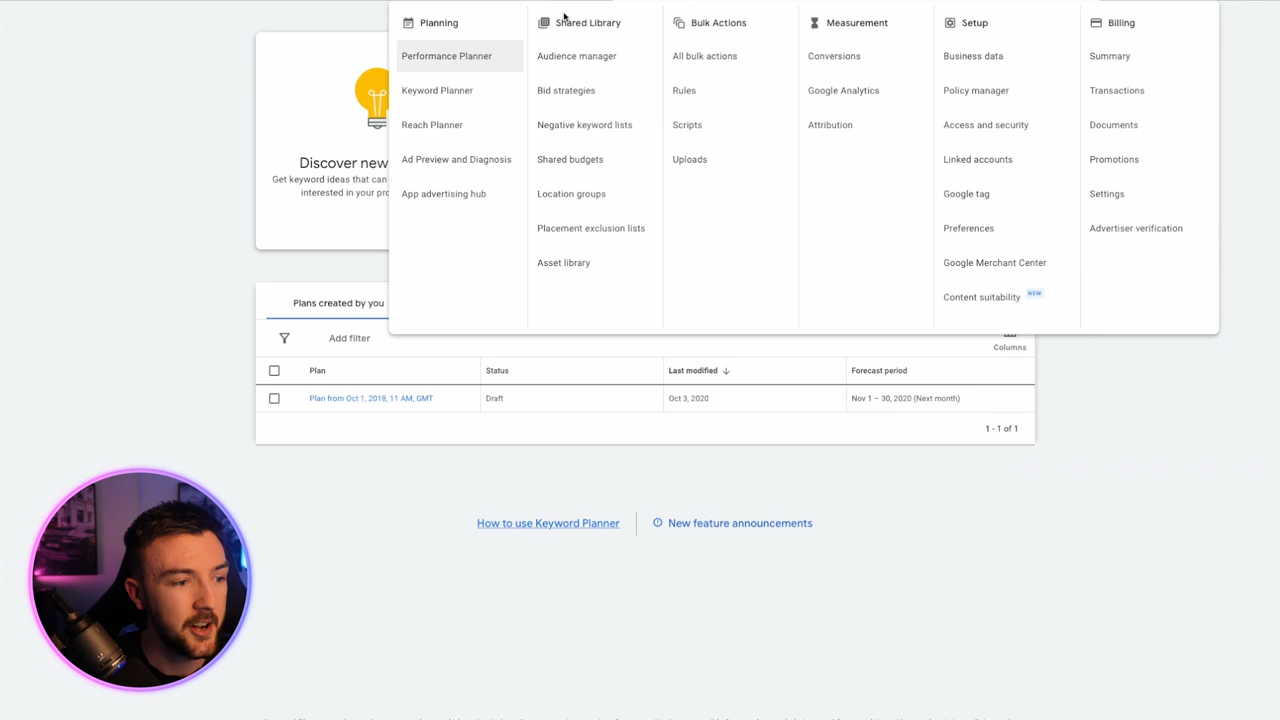 Planning
Performance Planner
Keyword Planner
Reach Planner
Ad Preview and Diagnosis
App advertising hub
Shared Library
Audience manager
Bid strategies
Negative keyword lists
Shared budgets
Location groups
Placement exclusion lists
Asset library
Bulk Actions
All bulk actions
Rules
Scripts
Uploads
Measurement
Conversions
Google Analytics
Attribution
Setup
Business data
Policy manager
Access and security
Linked accounts
Google tag
Preferences
Google Merchant Center
Content suitability NEW
Billing
Summary
Transactions
Documents
Promotions
Settings
Advertiser verification
Discover new
Get keyword ideas that can
interested in your pro
Plans created by you
Add filter
Columns
Plan Status Last modified Forecast period
Plan from Oct 1, 2018, 11 AM, GMT Draft Oct 3, 2020 Nov 1 – 30, 2020 (Next month)
1 - 1 of 1
How to use Keyword Planner New feature announcements